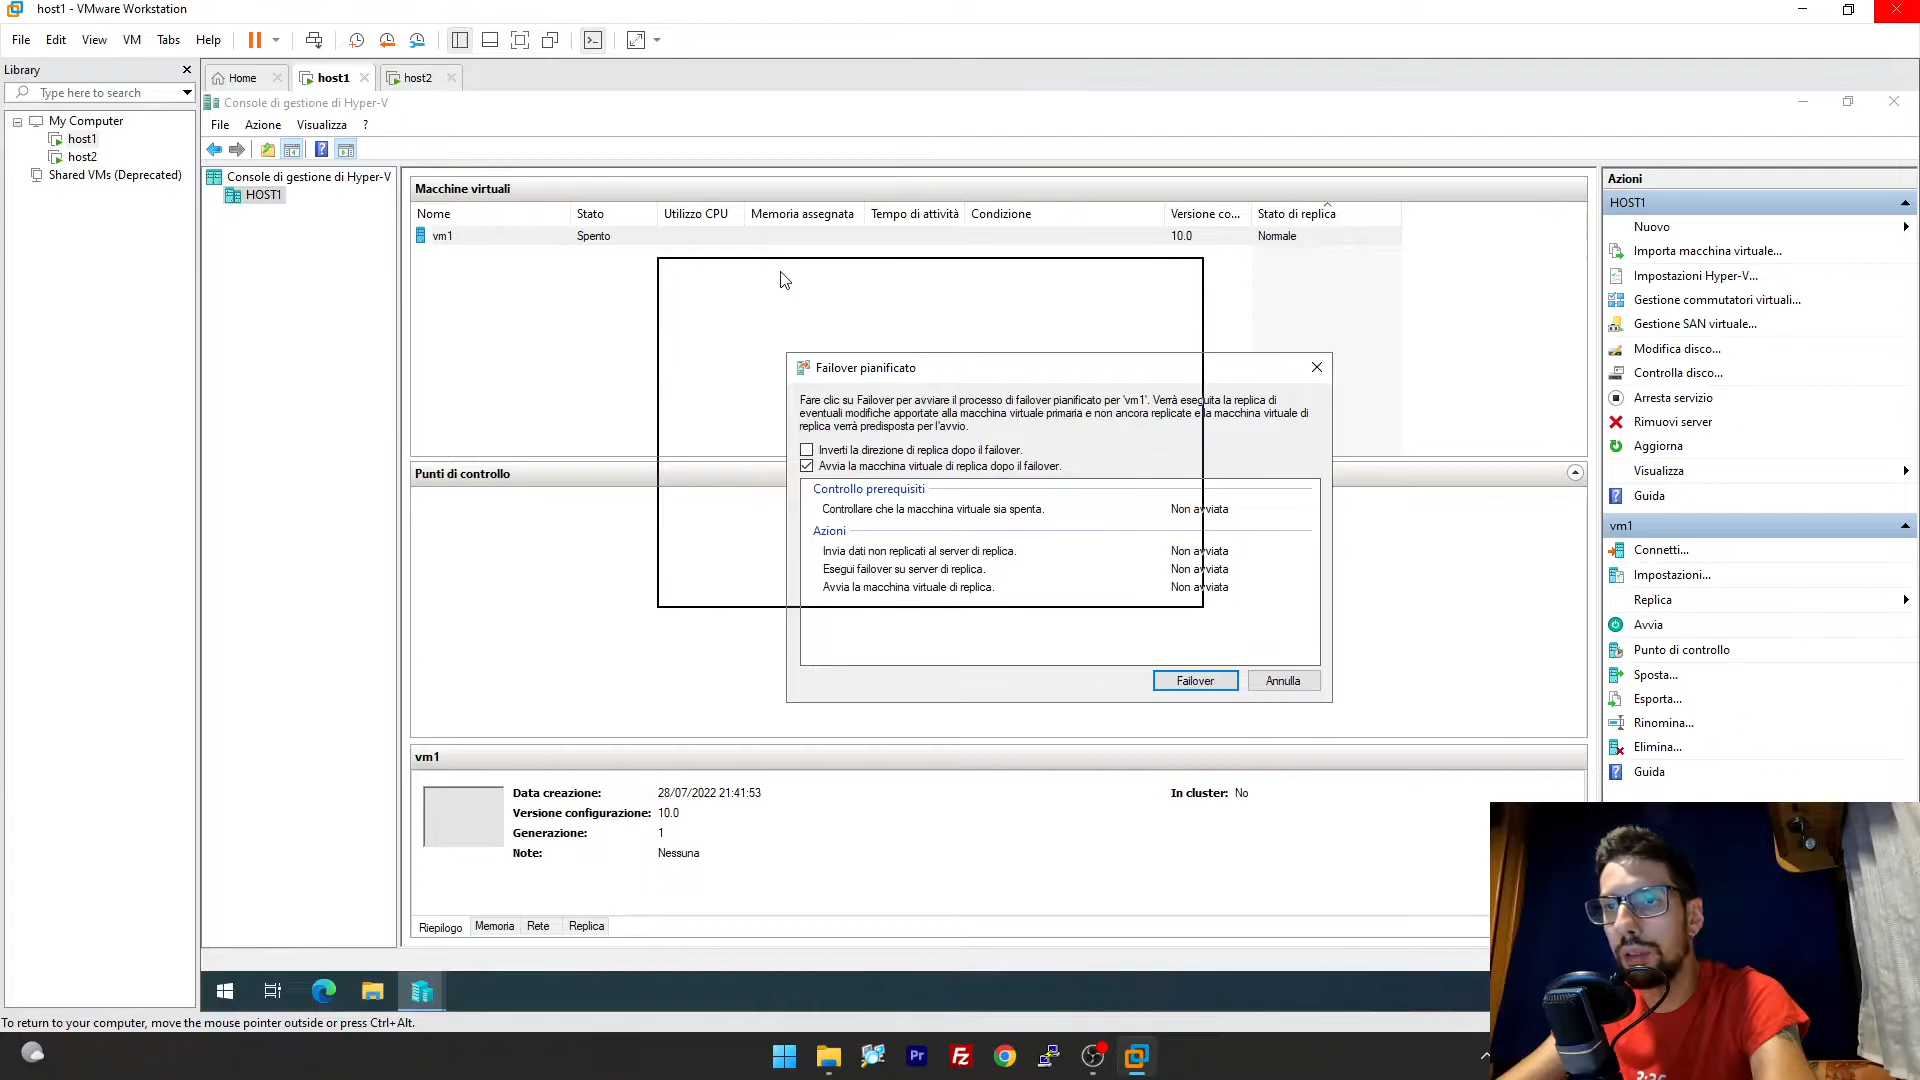 host1 - VMware Workstation
File Edit View VM Tabs Help
Library
Type here to search
My Computer
host1
host2
Shared VMs (Deprecated)
Home host1 host2
Console di gestione di Hyper-V
File Azione Visualizza ?
Console di gestione di Hyper-V
HOST1
Macchine virtuali
Nome Stato Utilizzo CPU Memoria assegnata Tempo di attività Condizione Versione co... Stato di replica
vm1 Spento 10.0 Normale
Failover pianificato
Fare clic su Failover per avviare il processo di failover pianificato per 'vm1'. Verrà eseguita la replica di
eventuali modifiche apportate alla macchina virtuale primaria e non ancora replicate e la macchina virtuale di
replica verrà predisposta per l'avvio.
Inverti la direzione di replica dopo il failover.
Avvia la macchina virtuale di replica dopo il failover.
Controllo prerequisiti
Controllare che la macchina virtuale sia spenta. Non avviata
Azioni
Invia dati non replicati al server di replica. Non avviata
Esegui failover su server di replica. Non avviata
Avvia la macchina virtuale di replica. Non avviata
Failover Annulla
Punti di controllo
vm1
Data creazione: 28/07/2022 21:41:53 In cluster: No
Versione configurazione: 10.0
Generazione: 1
Note: Nessuna
Riepilogo Memoria Rete Replica
Azioni
HOST1
Nuovo
Importa macchina virtuale...
Impostazioni Hyper-V...
Gestione commutatori virtuali...
Gestione SAN virtuale...
Modifica disco...
Controlla disco...
Arresta servizio
Rimuovi server
Aggiorna
Visualizza
Guida
vm1
Connetti...
Impostazioni...
Replica
Avvia
Punto di controllo
Sposta...
Esporta...
Rinomina...
Elimina...
Guida
To return to your computer, move the mouse pointer outside or press Ctrl+Alt.
Pr
Fz